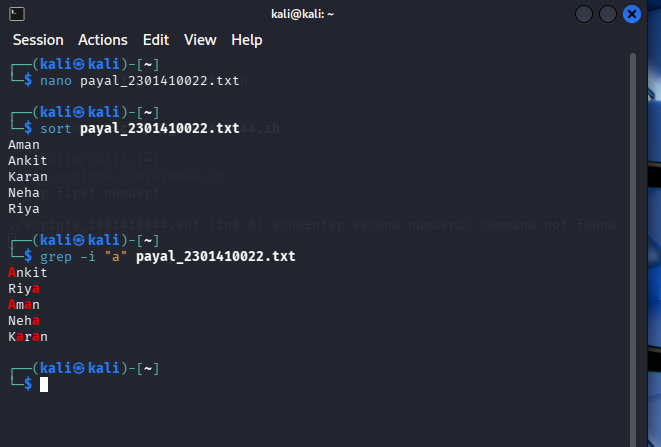 kali@kali: ~
Session Actions Edit View Help
┌──(kali㉿kali)-[~]
└─$ nano payal_2301410022.txt
┌──(kali㉿kali)-[~]
└─$ sort payal_2301410022.txt
Aman
Ankit
Karan
Neha
Riya
┌──(kali㉿kali)-[~]
└─$ grep -i "a" payal_2301410022.txt
Ankit
Riya
Aman
Neha
Karan
┌──(kali㉿kali)-[~]
└─$